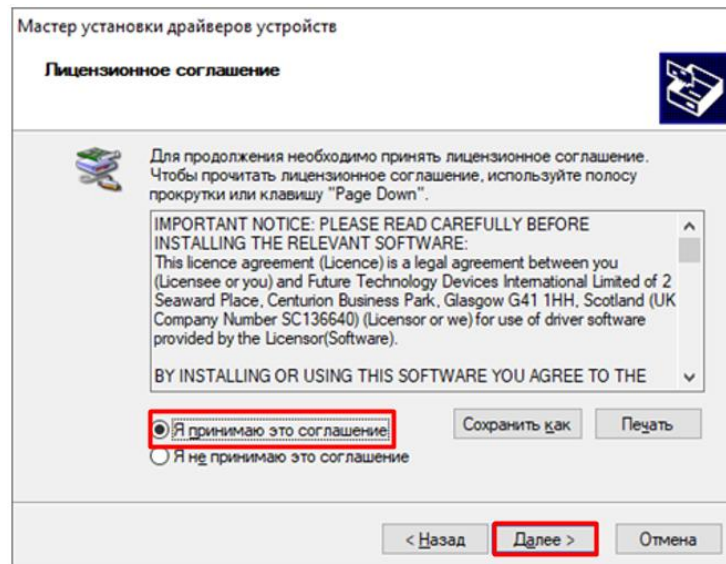 Мастер установки драйверов устройств
Лицензионное соглашение
Для продолжения необходимо принять лицензионное соглашение.
Чтобы прочитать лицензионное соглашение, используйте полосу
прокрутки или клавишу "Page Down".
IMPORTANT NOTICE: PLEASE READ CAREFULLY BEFORE
INSTALLING THE RELEVANT SOFTWARE:
This licence agreement (Licence) is a legal agreement between you
(Licensee or you) and Future Technology Devices International Limited of 2
Seaward Place, Centurion Business Park, Glasgow G41 1HH, Scotland (UK
Company Number SC136640) (Licensor or we) for use of driver software
provided by the Licensor(Software).
BY INSTALLING OR USING THIS SOFTWARE YOU AGREE TO THE
Я принимаю это соглашение
Сохранить как
Печать
Я не принимаю это соглашение
< Назад
Далее >
Отмена